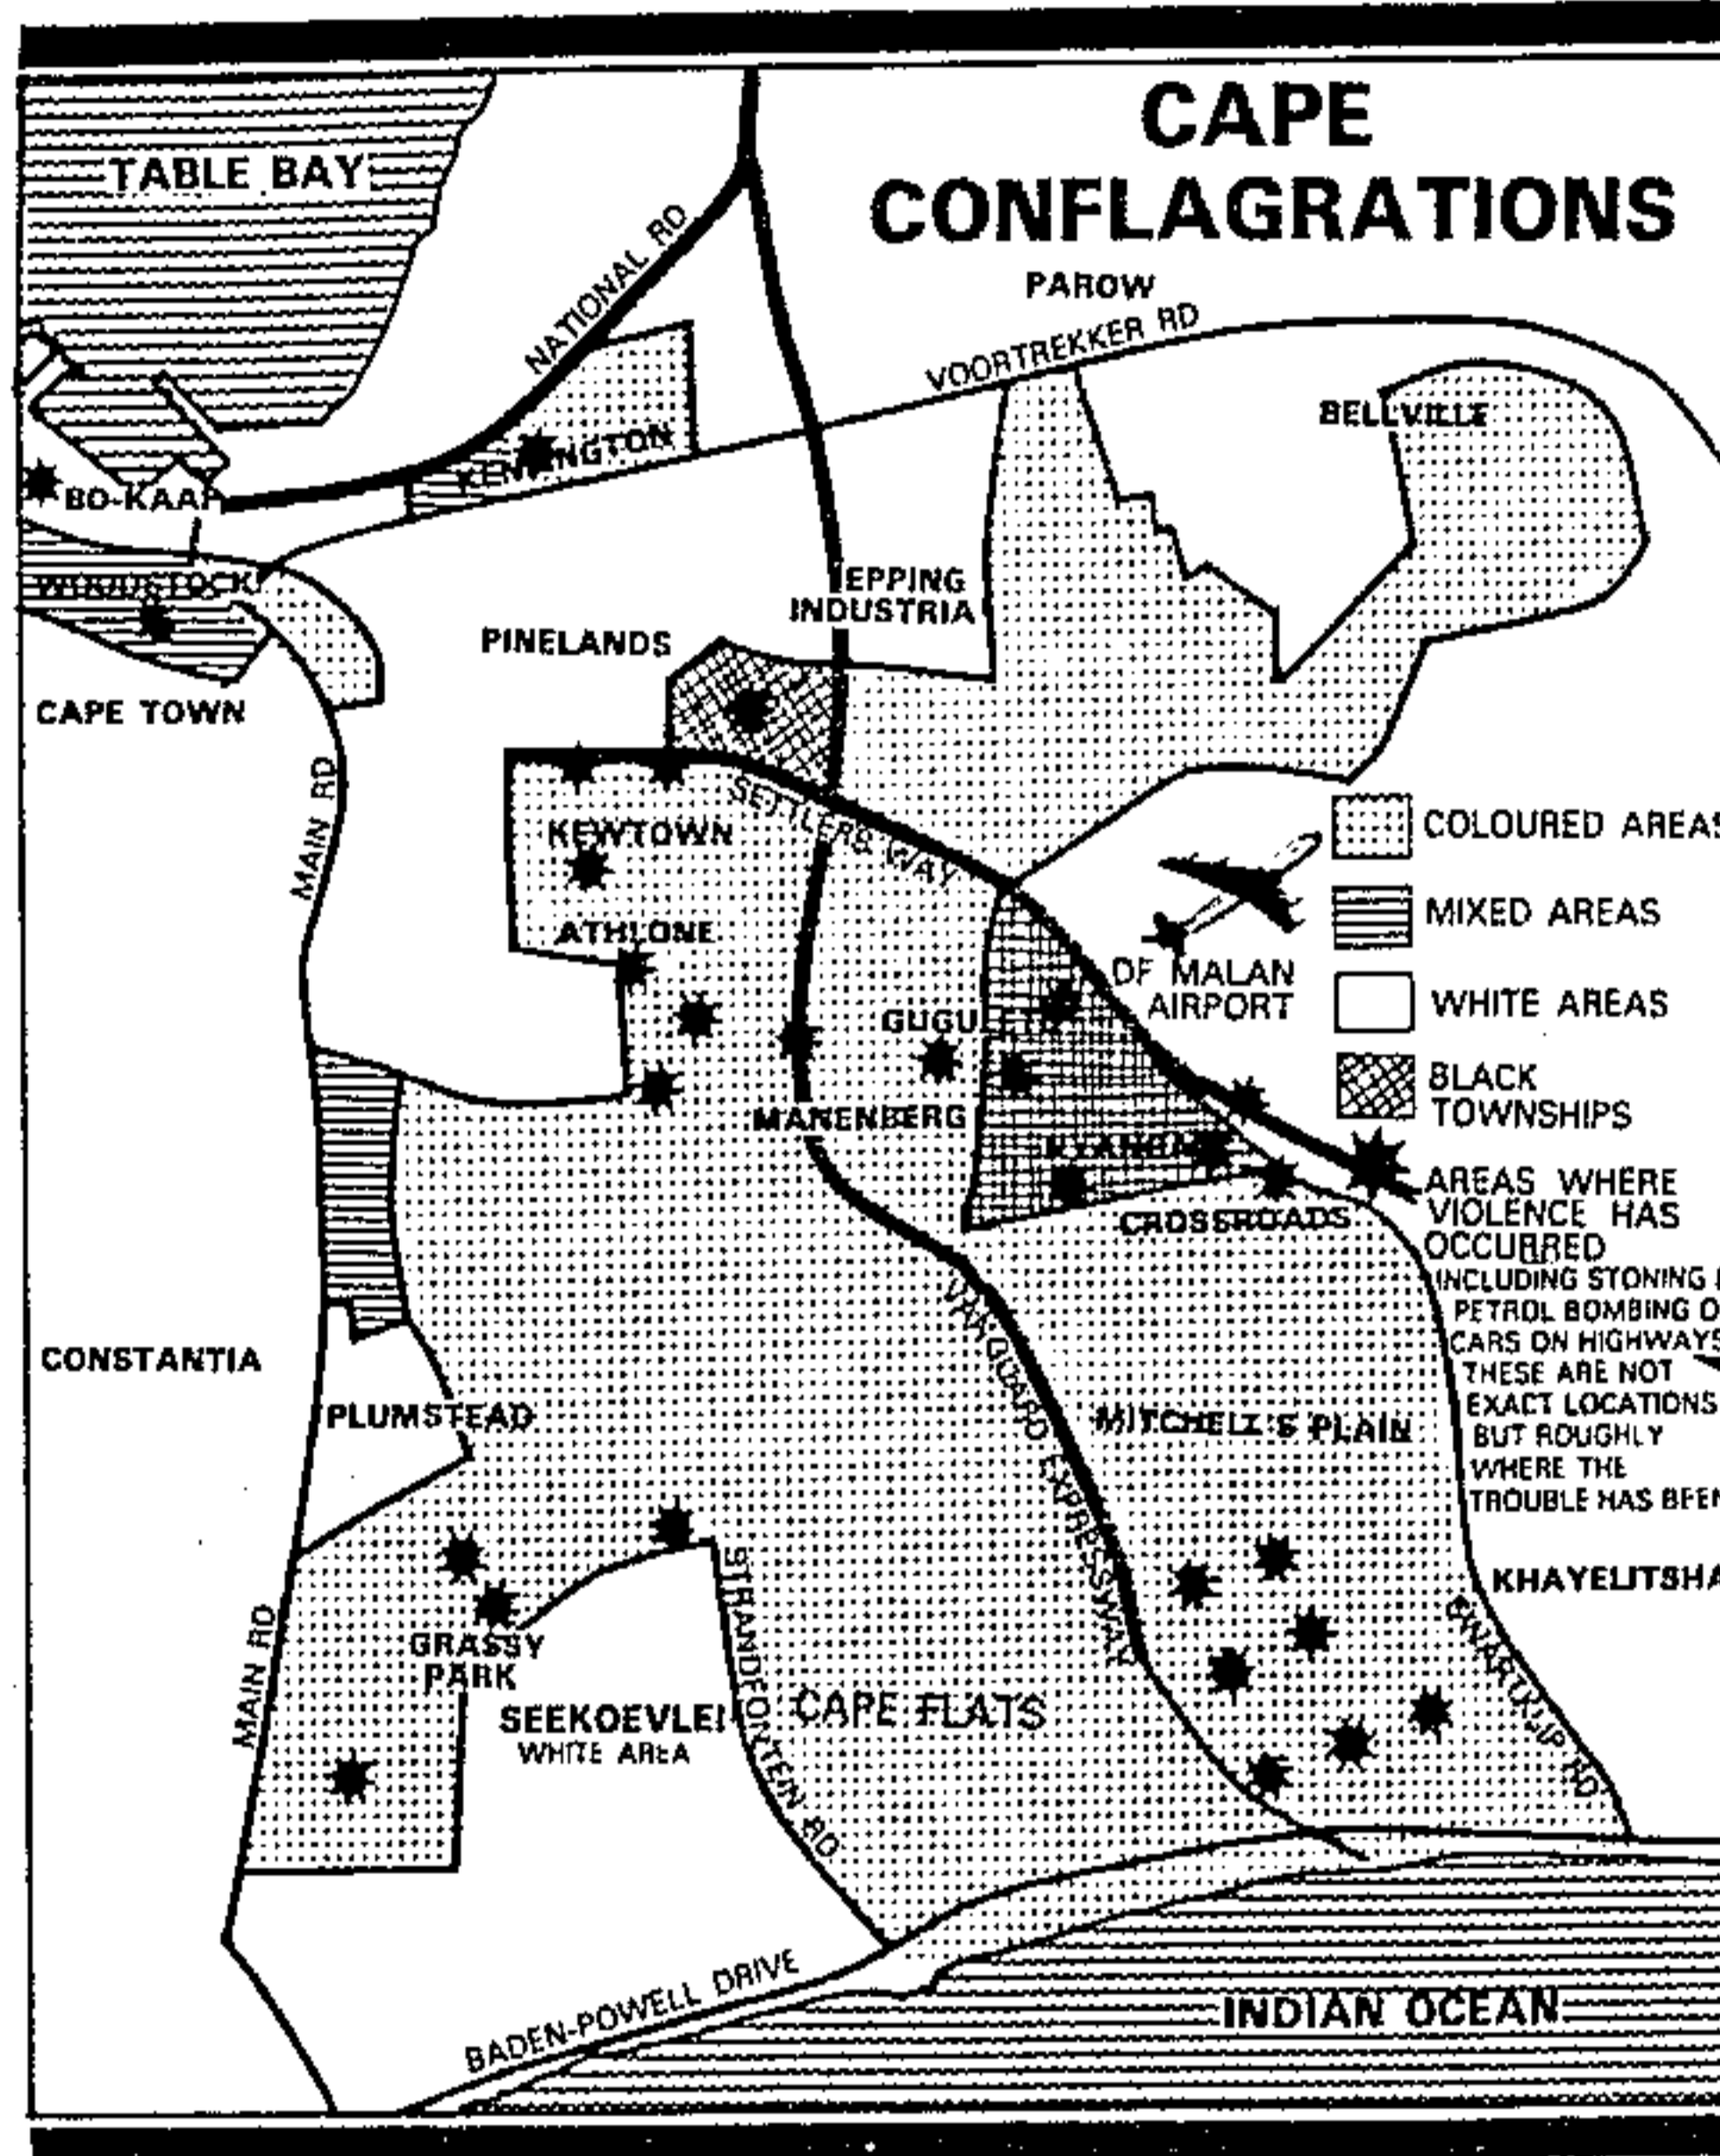 CAPE
CONFLAGRATIONS
TABLE BAY
NATIONAL RD
PAROW
VOORTREKKER RD
BELLVILLE
KENSINGTON
BO-KAAP
WOODSTOCK
EPPING
INDUSTRIA
PINELANDS
CAPE TOWN
MAIN RD
SETTLERS WAY
KEWTOWN
ATHLONE
COLOURED AREAS
MIXED AREAS
DF MALAN
AIRPORT
WHITE AREAS
BLACK
TOWNSHIPS
MANENBERG
CROSSROADS
AREAS WHERE
VIOLENCE HAS
OCCURRED
INCLUDING STONING
PETROL BOMBING O
CARS ON HIGHWAYS
THESE ARE NOT
EXACT LOCATIONS
BUT ROUGHLY
WHERE THE
TROUBLE HAS BEEN
CONSTANTIA
PLUMSTEAD
VANGUARD EXPRESSWAY
MITCHELL'S PLAIN
KHAYELITSHA
SWARTKLIP RD
STRANDFONTEIN RD
GRASSY
PARK
MAIN RD
SEEKOEVLEI
WHITE AREA
CAPE FLATS
BADEN-POWELL DRIVE
INDIAN OCEAN